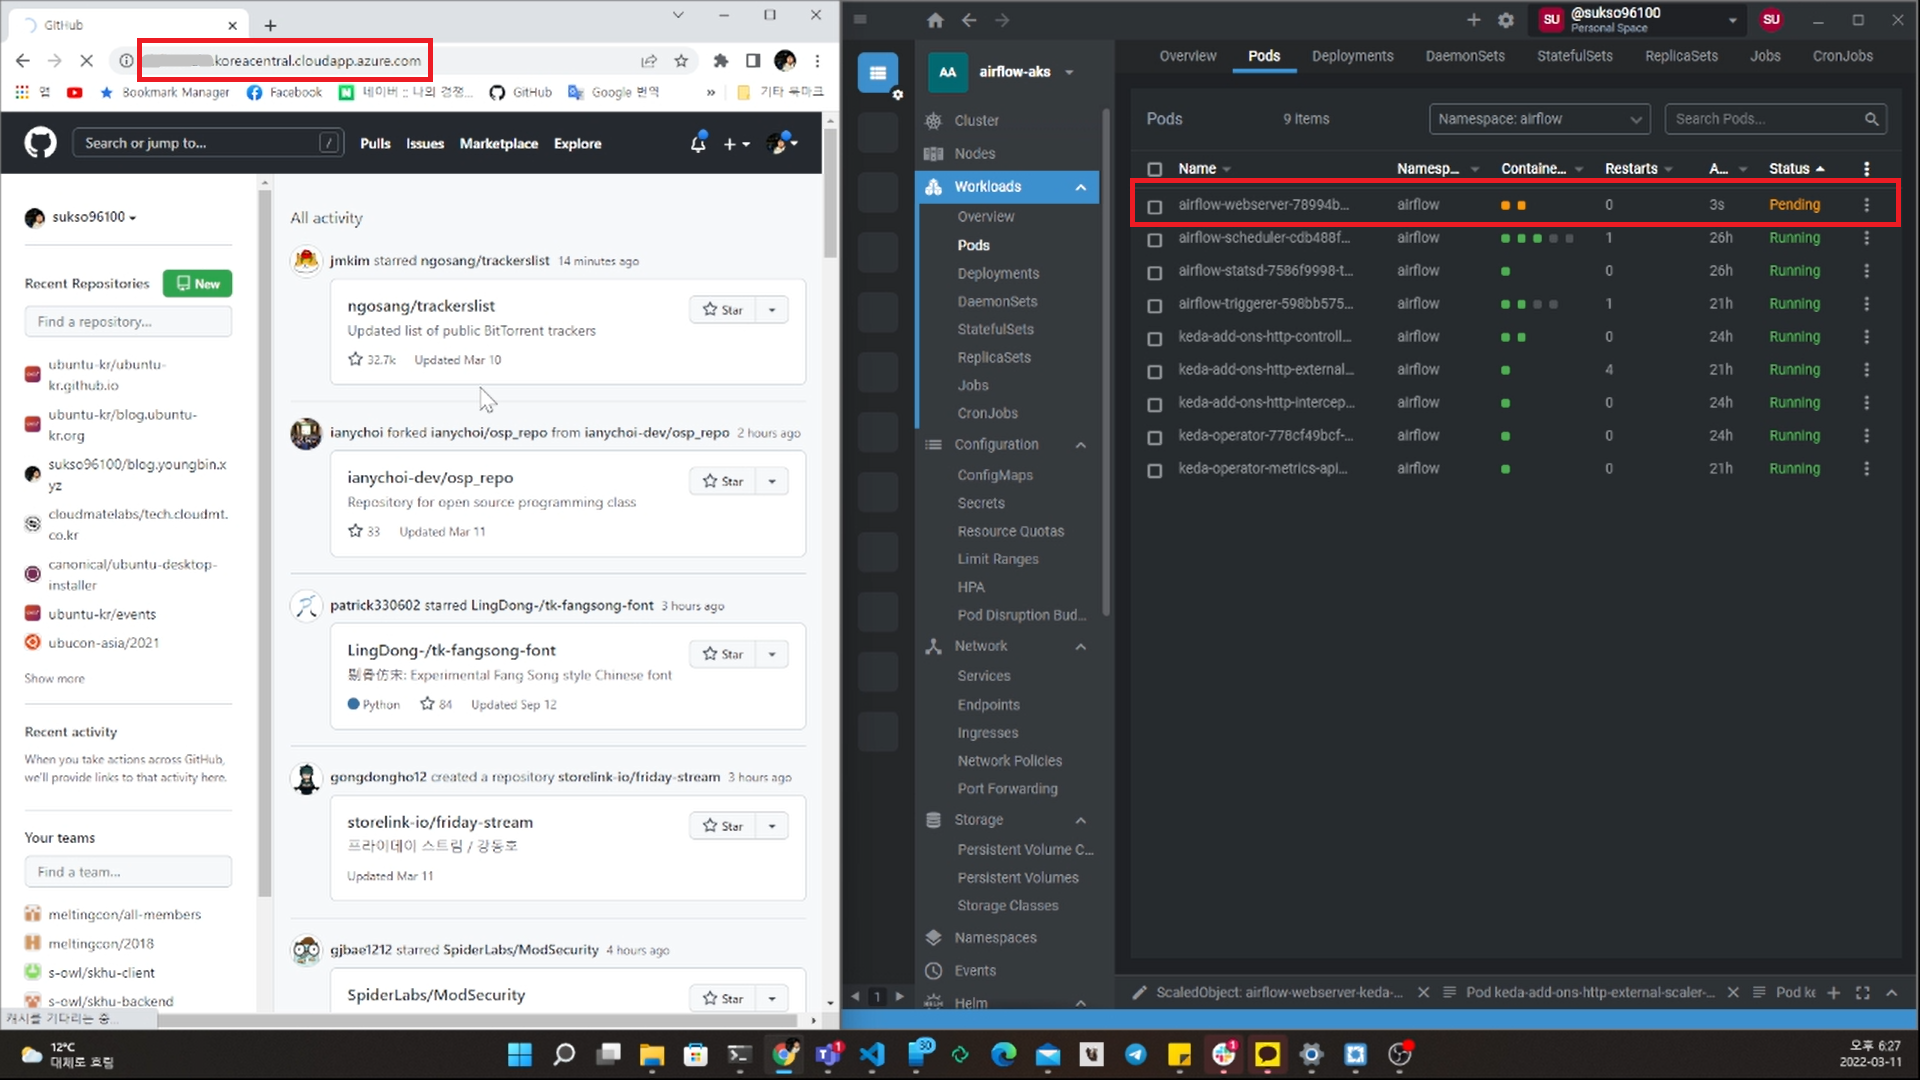 GitHub
.koreacentral.cloudapp.azure.com
앱
Bookmark Manager
Facebook
네이버 :: 나의 경쟁...
GitHub
Google 번역
»
기타 북마크
Search or jump to...
/
Pulls
Issues
Marketplace
Explore
sukso96100
Recent Repositories
New
Find a repository...
ubuntu-kr/ubuntu-
kr.github.io
ubuntu-kr/blog.ubuntu-
kr.org
sukso96100/blog.youngbin.x
yz
cloudmatelabs/tech.cloudmt.
co.kr
canonical/ubuntu-desktop-
installer
ubuntu-kr/events
ubucon-asia/2021
Show more
Recent activity
When you take actions across GitHub,
we'll provide links to that activity here.
Your teams
Find a team...
meltingcon/all-members
meltingcon/2018
s-owl/skhu-client
s-owl/skhu-backend
캐시를 기다리는 중...
All activity
jmkim starred ngosang/trackerslist 14 minutes ago
ngosang/trackerslist
Star
Updated list of public BitTorrent trackers
32.7k Updated Mar 10
ianychoi forked ianychoi/osp_repo from ianychoi-dev/osp_repo 2 hours ago
ianychoi-dev/osp_repo
Star
Repository for open source programming class
33 Updated Mar 11
patrick330602 starred LingDong-/tk-fangsong-font 3 hours ago
LingDong-/tk-fangsong-font
Star
剔骨仿宋: Experimental Fang Song style Chinese font
Python 84 Updated Sep 12
gongdongho12 created a repository storelink-io/friday-stream 3 hours ago
storelink-io/friday-stream
Star
프라이데이 스트림 / 강동호
Updated Mar 11
gjbae1212 starred SpiderLabs/ModSecurity 4 hours ago
SpiderLabs/ModSecurity
Star
SU
@sukso96100
Personal Space
SU
AA
airflow-aks
Cluster
Nodes
Workloads
Overview
Pods
Deployments
DaemonSets
StatefulSets
ReplicaSets
Jobs
CronJobs
Configuration
ConfigMaps
Secrets
Resource Quotas
Limit Ranges
HPA
Pod Disruption Bud...
Network
Services
Endpoints
Ingresses
Network Policies
Port Forwarding
Storage
Persistent Volume C...
Persistent Volumes
Storage Classes
Namespaces
Events
Helm
1
Overview
Pods
Deployments
DaemonSets
StatefulSets
ReplicaSets
Jobs
CronJobs
Pods
9 items
Namespace: airflow
Search Pods...
Name Namesp... Containe... Restarts A... Status
airflow-webserver-78994b... airflow 0 3s Pending
airflow-scheduler-cdb488f... airflow 1 26h Running
airflow-statsd-7586f9998-t... airflow 0 26h Running
airflow-triggerer-598bb575... airflow 1 21h Running
keda-add-ons-http-controll... airflow 0 24h Running
keda-add-ons-http-external... airflow 4 21h Running
keda-add-ons-http-intercep... airflow 0 24h Running
keda-operator-778cf49bcf-... airflow 0 24h Running
keda-operator-metrics-api... airflow 0 21h Running
ScaledObject: airflow-webserver-keda-...
Pod keda-add-ons-http-external-scaler-...
Pod ke
12°C
대체로 흐림
1
30
1
오후 6:27
2022-03-11